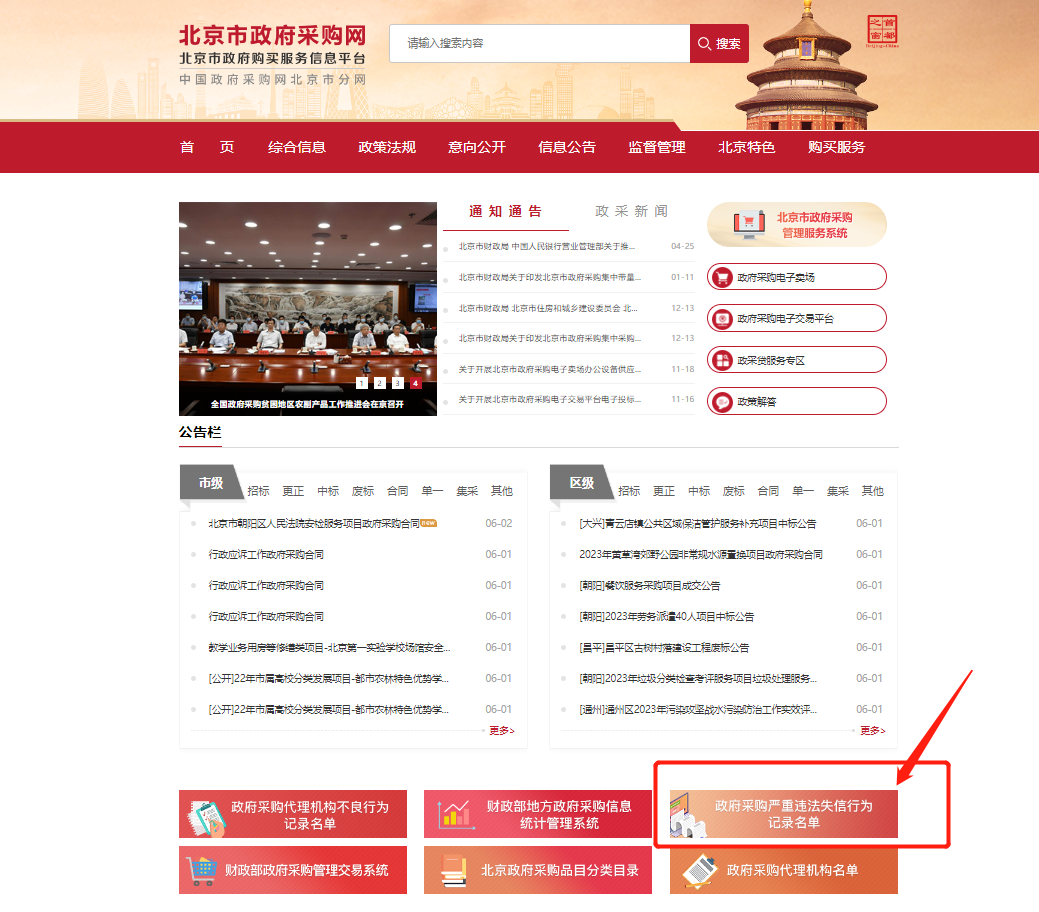 北京市政府采购网
北京市政府购买服务信息平台
中国政府采购网北京市分网
请输入搜索内容
搜索
首都之窗
Beijing-China
首 页 综合信息 政策法规 意向公开 信息公告 监督管理 北京特色 购买服务
通知通告 政采新闻
北京市财政局 中国人民银行营业管理部关于推... 04-25
北京市财政局关于印发北京市政府采购集中带量... 01-11
北京市财政局 北京市住房和城乡建设委员会 北... 12-13
北京市财政局关于印发北京市政府采购集中采购... 12-13
关于开展北京市政府采购电子卖场办公设备供应... 11-18
关于开展北京市政府采购电子交易平台电子投标... 11-16
1 2 3 4
全国政府采购贫困地区农副产品工作推进会在京召开
北京市政府采购
管理服务系统
政府采购电子卖场
政府采购电子交易平台
政采贷服务专区
政策解答
公告栏
市级 招标 更正 中标 废标 合同 单一 集采 其他
北京市朝阳区人民法院安检服务项目政府采购合同 new 06-02
行政应诉工作政府采购合同 06-01
行政应诉工作政府采购合同 06-01
行政应诉工作政府采购合同 06-01
教学业务用房等修缮类项目-北京第一实验学校场馆安全... 06-01
[公开]22年市属高校分类发展项目-都市农林特色优势学... 06-01
[公开]22年市属高校分类发展项目-都市农林特色优势学... 06-01
更多>
区级 招标 更正 中标 废标 合同 单一 集采 其他
[大兴]青云店镇公共区域保洁管护服务补充项目中标公告 06-01
2023年黄草湾郊野公园非常规水源置换项目政府采购合同 06-01
[朝阳]餐饮服务采购项目成交公告 06-01
[朝阳]2023年劳务派遣40人项目中标公告 06-01
[昌平]昌平区古树村落建设工程废标公告 06-01
[朝阳]2023年垃圾分类检查考评服务项目垃圾处理服务... 06-01
[通州]通州区2023年污染攻坚战水污染防治工作实效评... 06-01
更多>
政府采购代理机构不良行为
记录名单
财政部地方政府采购信息
统计管理系统
政府采购严重违法失信行为
记录名单
财政部政府采购管理交易系统
北京政府采购品目分类目录
政府采购代理机构名单